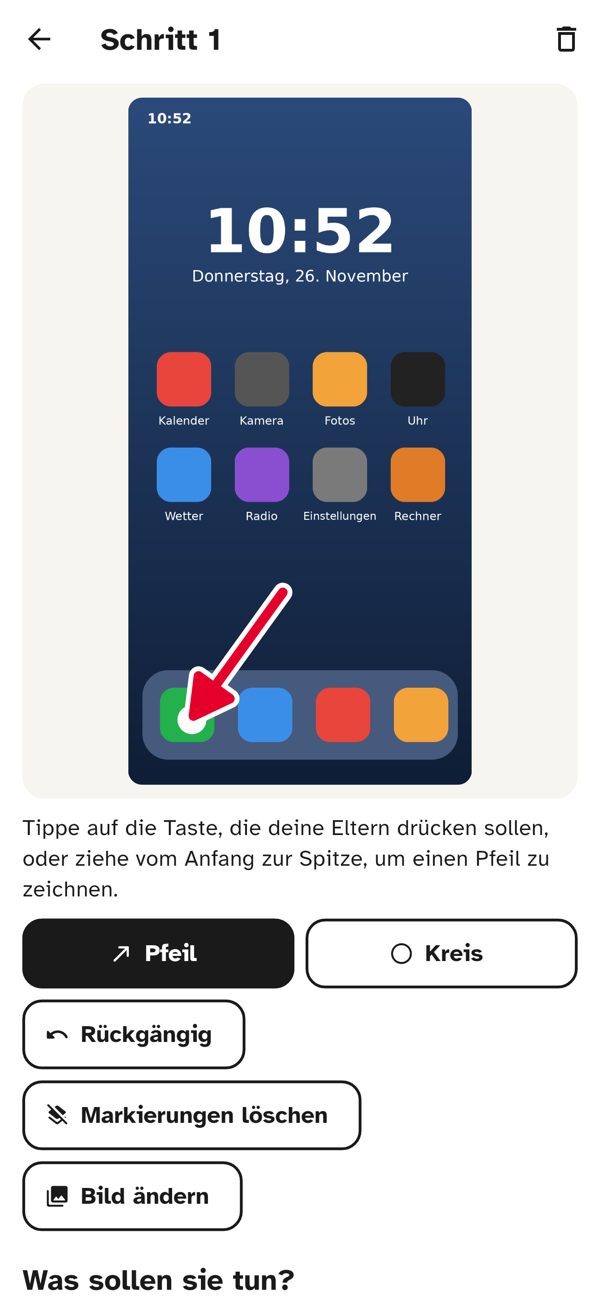 Schritt 1
10:52
10:52
Donnerstag, 26. November
Kalender Kamera Fotos Uhr
Wetter Radio Einstellungen Rechner
Tippe auf die Taste, die deine Eltern drücken sollen,
oder ziehe vom Anfang zur Spitze, um einen Pfeil zu
zeichnen.
Pfeil Kreis
Rückgängig
Markierungen löschen
Bild ändern
Was sollen sie tun?